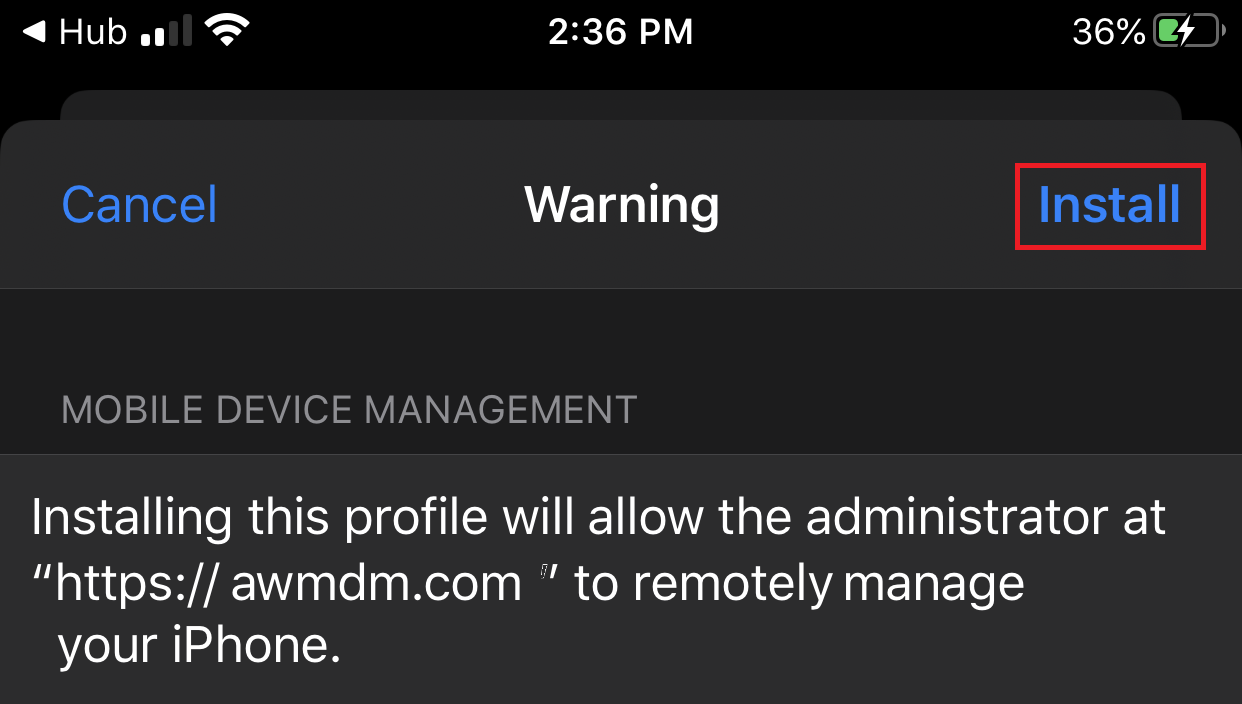 Hub 2:36 PM 36%
Cancel Warning Install
MOBILE DEVICE MANAGEMENT
Installing this profile will allow the administrator at
“https:// awmdm.com ” to remotely manage
your iPhone.